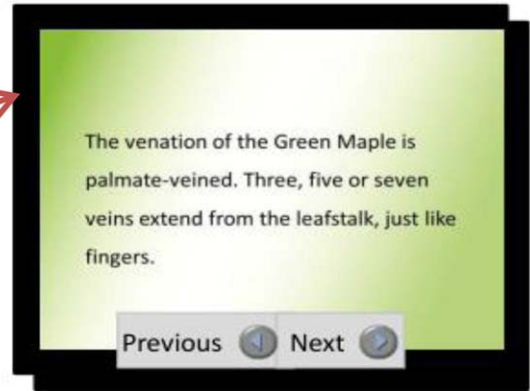 The venation of the Green Maple is
palmate-veined. Three, five or seven
veins extend from the leafstalk, just like
fingers.
Previous Next